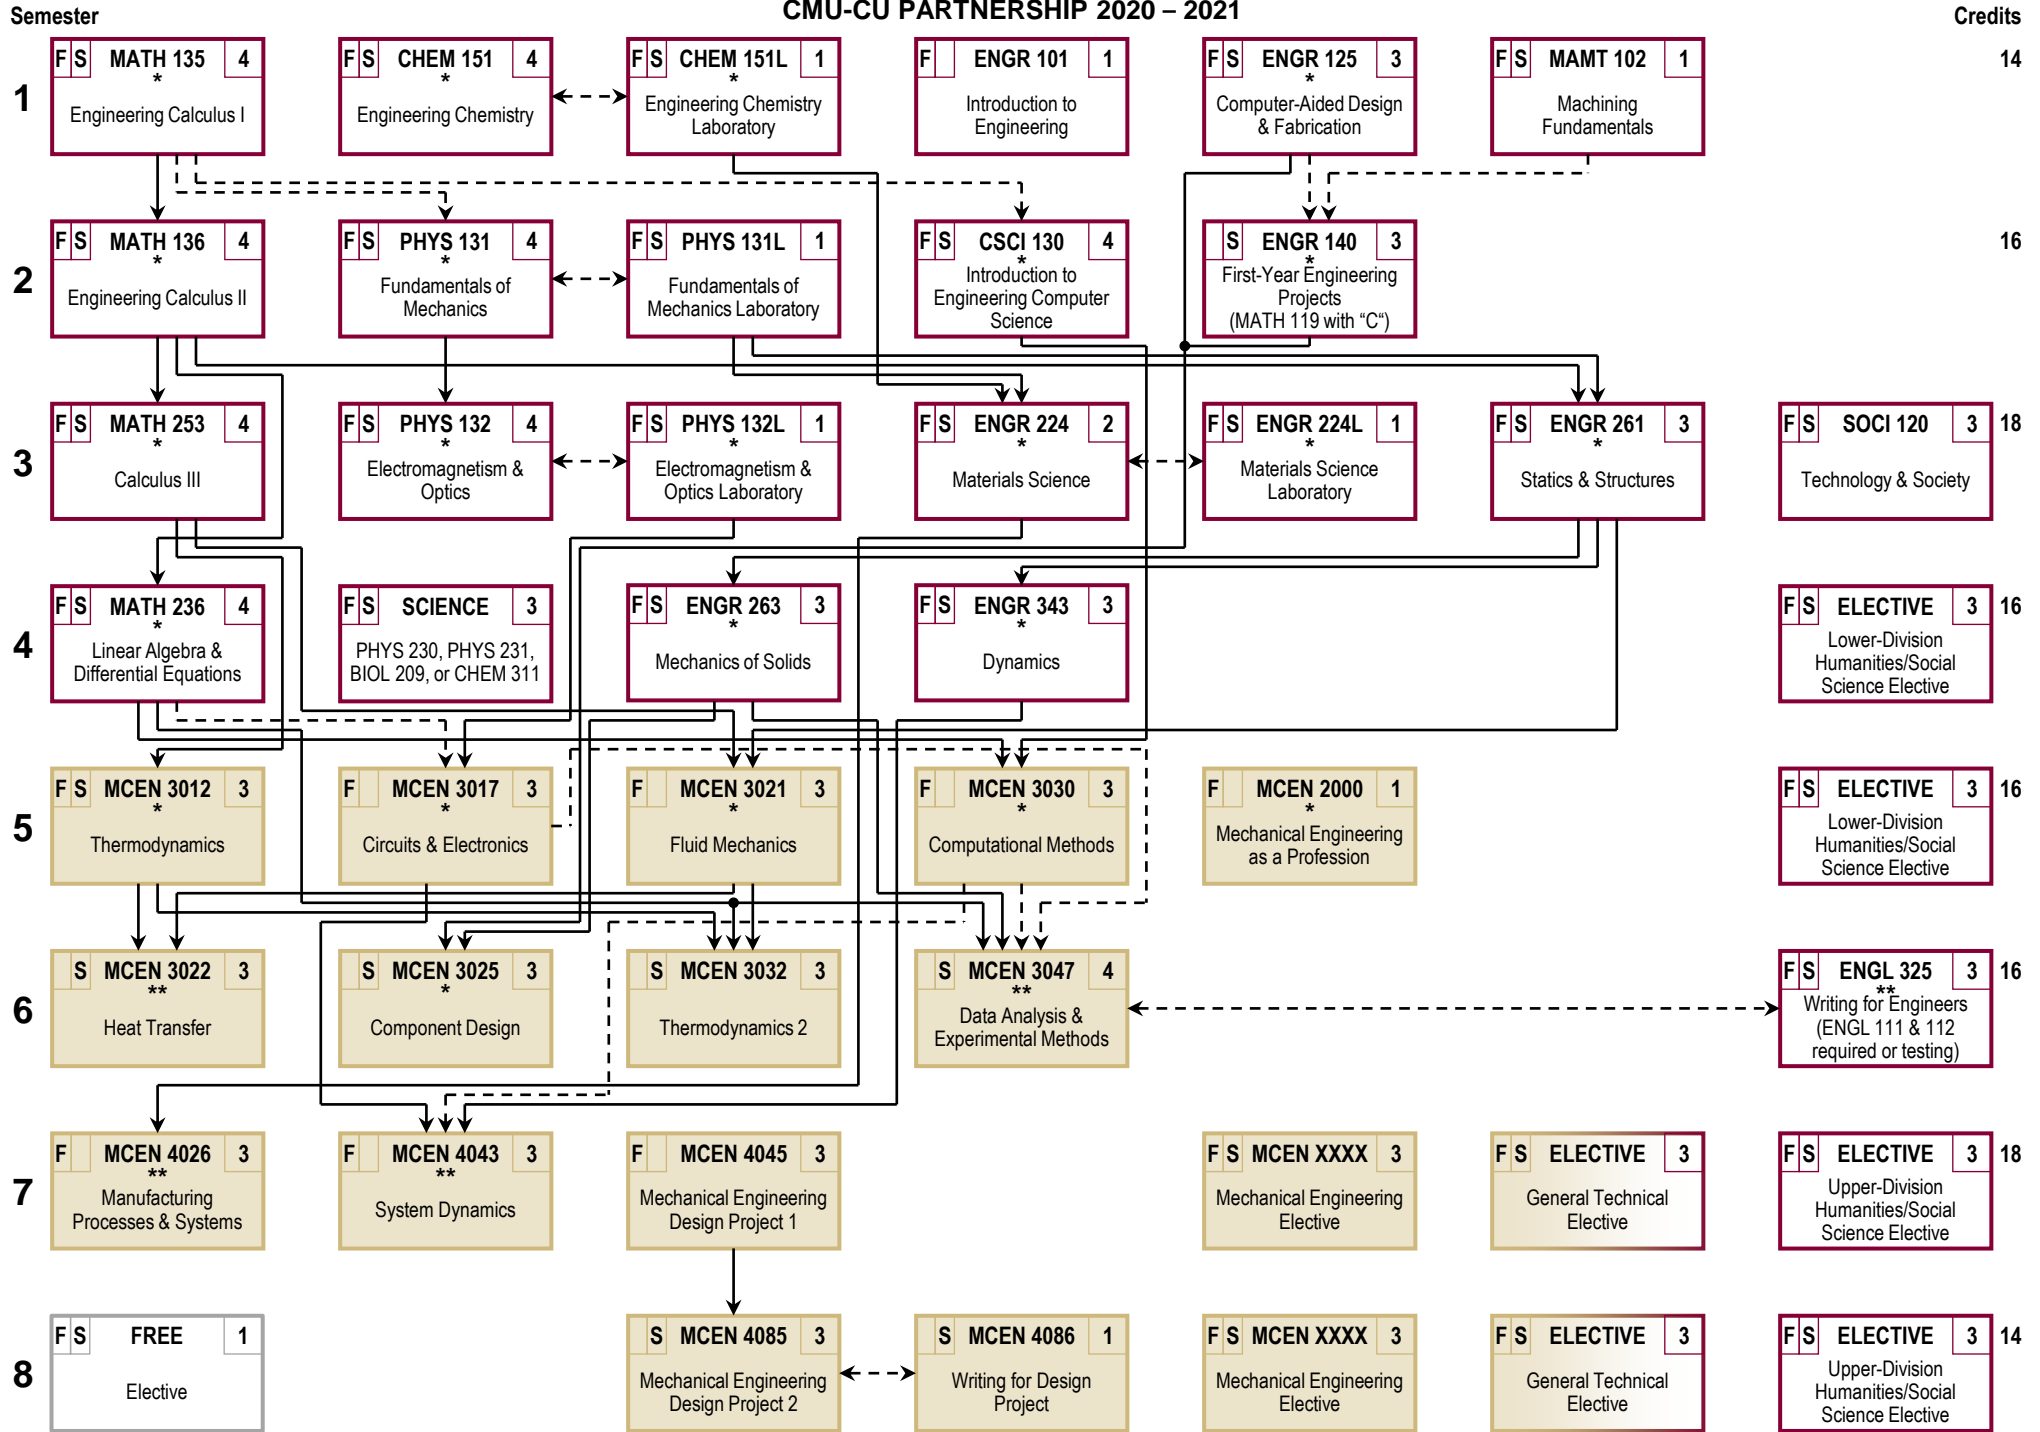 CMU-CU PARTNERSHIP 2020 – 2021
Semester
Credits
1
F S MATH 135 4
*
Engineering Calculus I
F S CHEM 151 4
*
Engineering Chemistry
F S CHEM 151L 1
*
Engineering Chemistry
Laboratory
F ENGR 101 1
Introduction to
Engineering
F S ENGR 125 3
*
Computer-Aided Design
& Fabrication
F S MAMT 102 1
Machining
Fundamentals
14
2
F S MATH 136 4
*
Engineering Calculus II
F S PHYS 131 4
*
Fundamentals of
Mechanics
F S PHYS 131L 1
Fundamentals of
Mechanics Laboratory
F S CSCI 130 4
*
Introduction to
Engineering Computer
Science
S ENGR 140 3
*
First-Year Engineering
Projects
(MATH 119 with “C“)
16
3
F S MATH 253 4
*
Calculus III
F S PHYS 132 4
*
Electromagnetism &
Optics
F S PHYS 132L 1
*
Electromagnetism &
Optics Laboratory
F S ENGR 224 2
*
Materials Science
F S ENGR 224L 1
*
Materials Science
Laboratory
F S ENGR 261 3
*
Statics & Structures
F S SOCI 120 3
Technology & Society
18
4
F S MATH 236 4
*
Linear Algebra &
Differential Equations
F S SCIENCE 3
PHYS 230, PHYS 231,
BIOL 209, or CHEM 311
F S ENGR 263 3
*
Mechanics of Solids
F S ENGR 343 3
*
Dynamics
F S ELECTIVE 3
Lower-Division
Humanities/Social
Science Elective
16
5
F S MCEN 3012 3
*
Thermodynamics
F MCEN 3017 3
*
Circuits & Electronics
F MCEN 3021 3
*
Fluid Mechanics
F MCEN 3030 3
*
Computational Methods
F MCEN 2000 1
*
Mechanical Engineering
as a Profession
F S ELECTIVE 3
Lower-Division
Humanities/Social
Science Elective
16
6
S MCEN 3022 3
**
Heat Transfer
S MCEN 3025 3
*
Component Design
S MCEN 3032 3
Thermodynamics 2
S MCEN 3047 4
**
Data Analysis &
Experimental Methods
F S ENGL 325 3
**
Writing for Engineers
(ENGL 111 & 112
required or testing)
16
7
F MCEN 4026 3
**
Manufacturing
Processes & Systems
F MCEN 4043 3
**
System Dynamics
F MCEN 4045 3
Mechanical Engineering
Design Project 1
F S MCEN XXXX 3
Mechanical Engineering
Elective
F S ELECTIVE 3
General Technical
Elective
F S ELECTIVE 3
Upper-Division
Humanities/Social
Science Elective
18
8
F S FREE 1
Elective
S MCEN 4085 3
Mechanical Engineering
Design Project 2
S MCEN 4086 1
Writing for Design
Project
F S MCEN XXXX 3
Mechanical Engineering
Elective
F S ELECTIVE 3
General Technical
Elective
F S ELECTIVE 3
Upper-Division
Humanities/Social
Science Elective
14